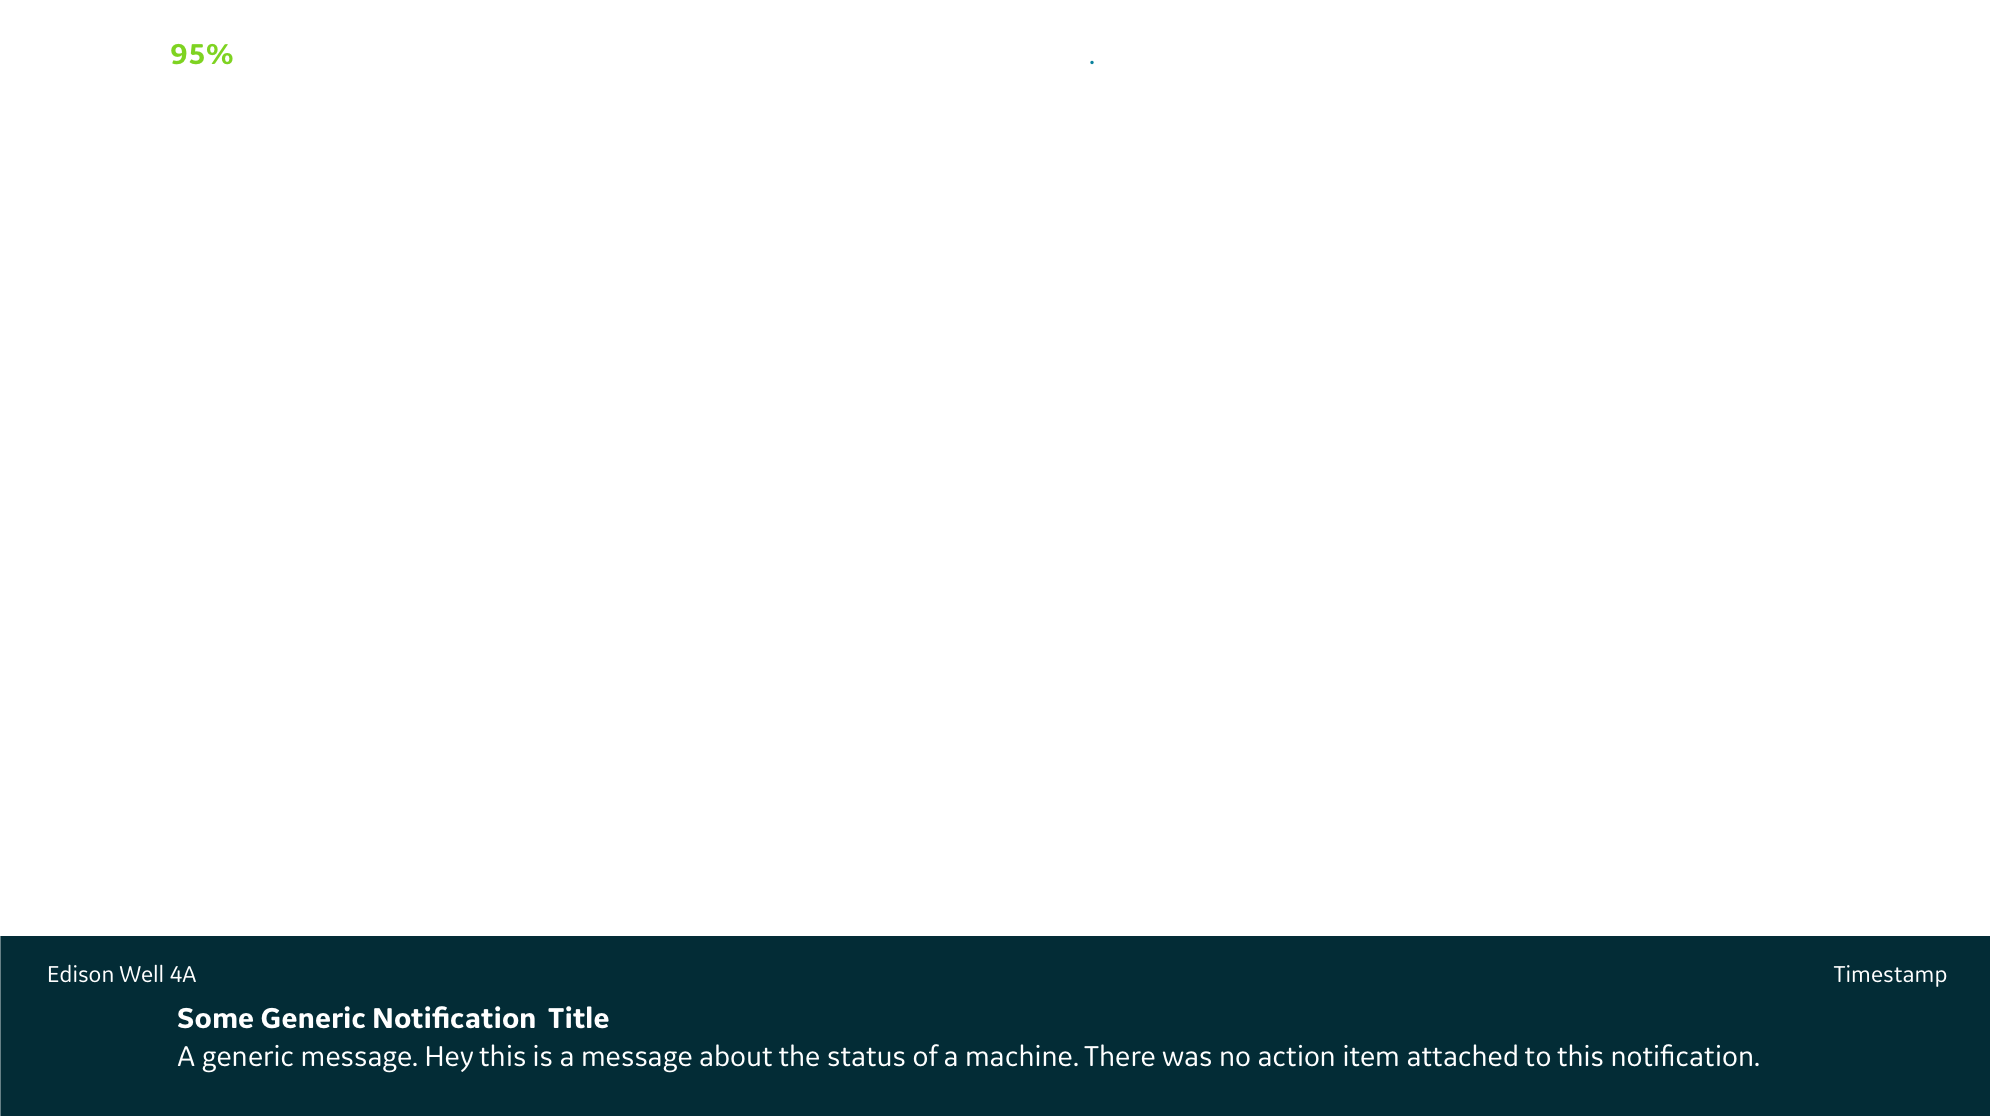 95%
.
Edison Well 4A
Timestamp
Some Generic Notification  Title
A generic message. Hey this is a message about the status of a machine. There was no action item attached to this notification.